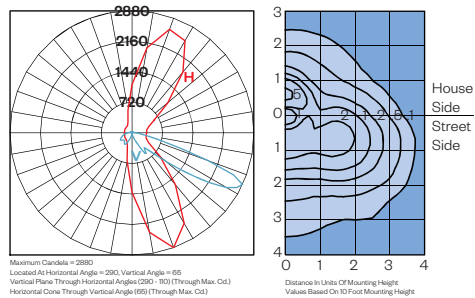 2880
2160
1440
720
H
V
Maximum Candela = 2880
Located At Horizontal Angle = 290, Vertical Angle = 65
Vertical Plane Through Horizontal Angles (290 - 110) (Through Max. Cd.)
Horizontal Cone Through Vertical Angle (65) (Through Max. Cd.)
3
2
1
0
1
2
3
4
0 1 2 3 4
5
2 1 .2 .5 .1
House
Side
Street
Side
Distance In Units Of Mounting Height
Values Based On 10 Foot Mounting Height